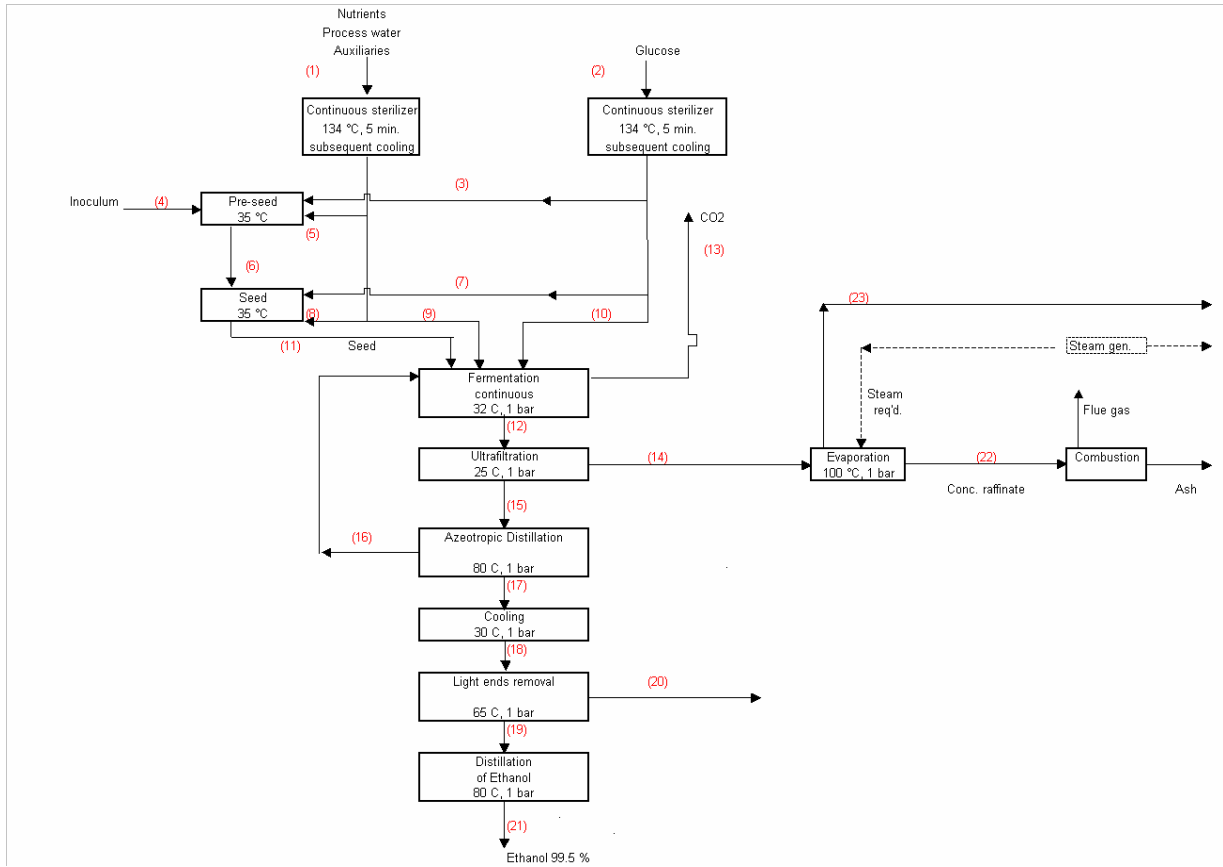 Nutrients
Process water
Auxiliaries
Glucose
(1)
(2)
Continuous sterilizer
134 °C, 5 min.
subsequent cooling
Continuous sterilizer
134 °C, 5 min.
subsequent cooling
Inoculum
(4)
Pre-seed
35 °C
(3)
(5)
CO2
(13)
(6)
(7)
Seed
35 °C
(8)
(9)
(10)
(23)
(11)
Seed
Steam gen.
Fermentation
continuous
32 C, 1 bar
Steam
req'd.
Flue gas
(12)
Ultrafiltration
25 C, 1 bar
(14)
Evaporation
100 °C, 1 bar
(22)
Combustion
Conc. raffinate
Ash
(15)
(16)
Azeotropic Distillation
80 C, 1 bar
(17)
Cooling
30 C, 1 bar
(18)
Light ends removal
65 C, 1 bar
(20)
(19)
Distillation
of Ethanol
80 C, 1 bar
(21)
Ethanol 99.5 %